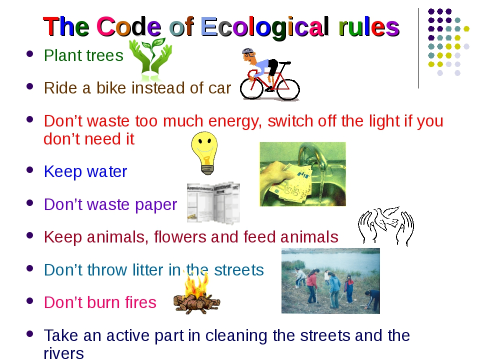 The Code of Ecological rules
Plant trees
Ride a bike instead of car
Don't waste too much energy, switch off the light if you
don't need it
Keep water
Don't waste paper
Keep animals, flowers and feed animals
Don't throw litter in the streets
Don't burn fires
Take an active part in cleaning the streets and the
rivers